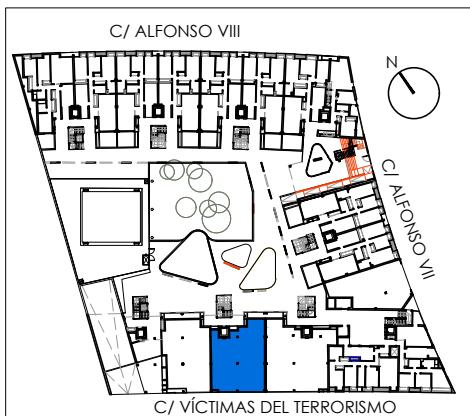 C/ ALFONSO VIII
N
C/ ALFONSO VII
C/ VÍCTIMAS DEL TERRORISMO